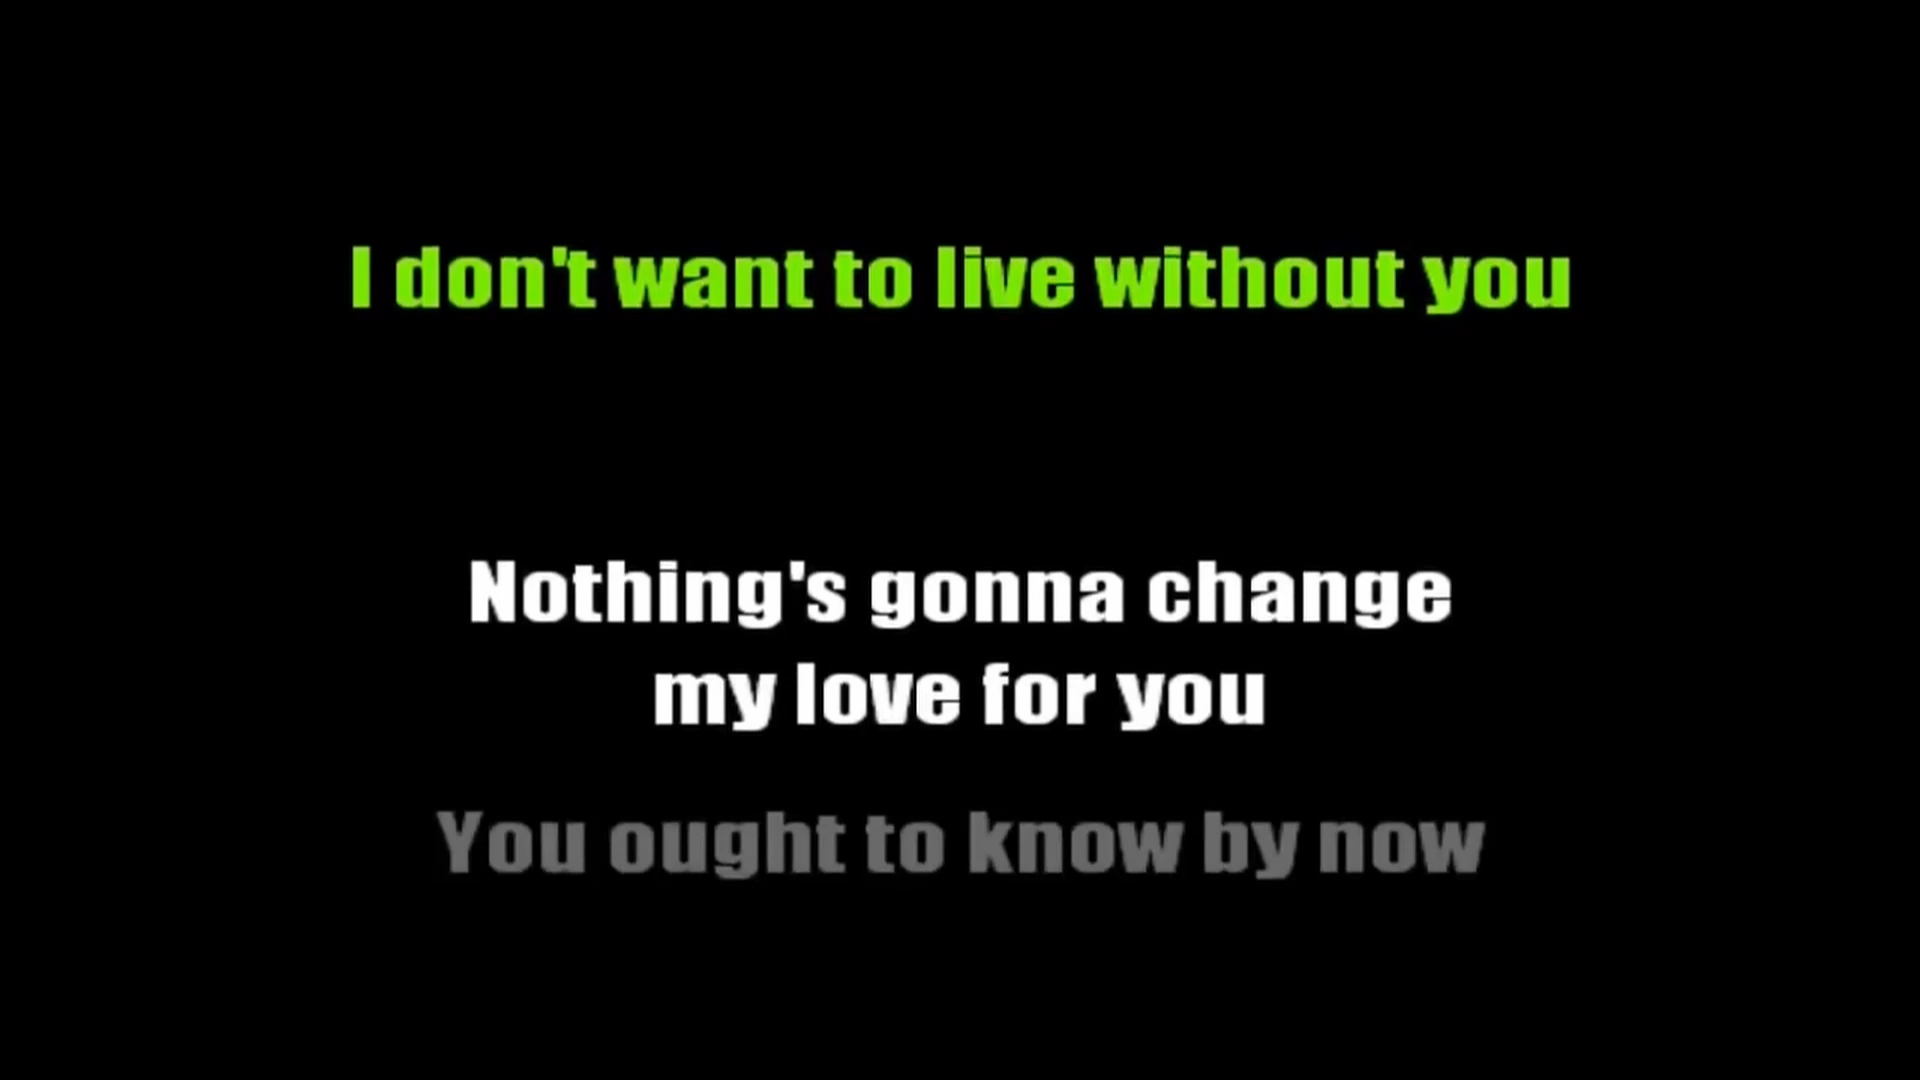 I don't want to live without you
Nothing's gonna change
my love for you
You ought to know by now